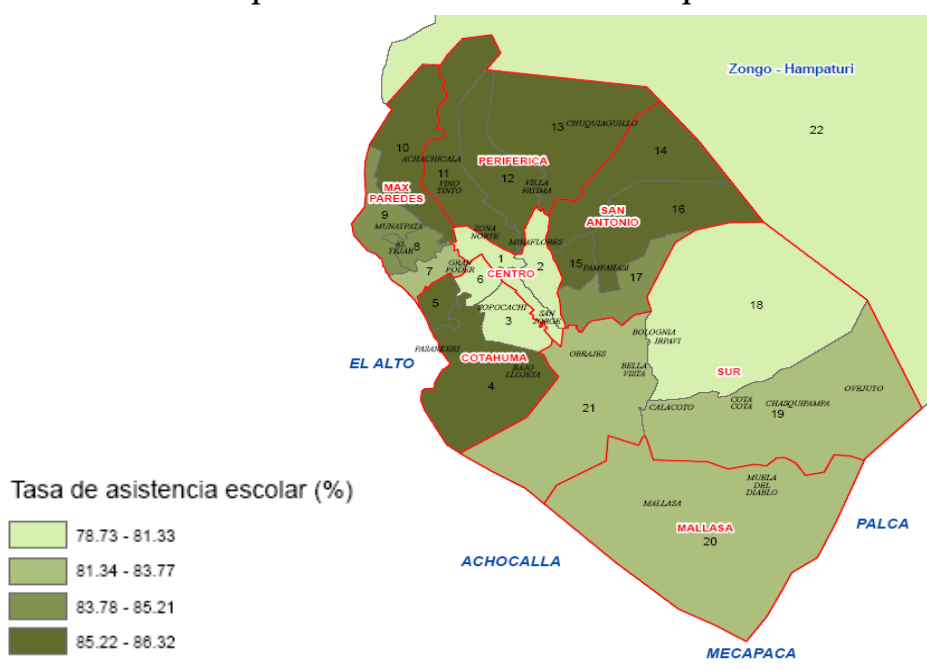 Zongo - Hampaturi
22
13 CHUQUIAGUILLO
14
10
ACHACHICALA
PERIFERICA
11
VINO
TINTO
12
VILLA
FATIMA
MAX
PAREDES
9
MUNAYPATA
EL
TEJAR
8
SAN
ANTONIO
16
ZONA
NORTE
MIRAFLORES
1
2
CENTRO
15
PAMPAHASI
17
7
GRAN
PODER
6
5
SOPOCACHI
3
SAN
JORGE
18
BOLOGNIA
IRPAVI
PASANKERI
COTAHUMA
BAJO
LLOJETA
4
EL ALTO
OBRAJES
BELLA
VISTA
SUR
21
CALACOTO
COTA
COTA
CHASQUIPAMPA
19
OVEJUYO
MUELA
DEL
DIABLO
MALLASA
MALLASA
20
PALCA
ACHOCALLA
MECAPACA
Tasa de asistencia escolar (%)
78.73 - 81.33
81.34 - 83.77
83.78 - 85.21
85.22 - 86.32